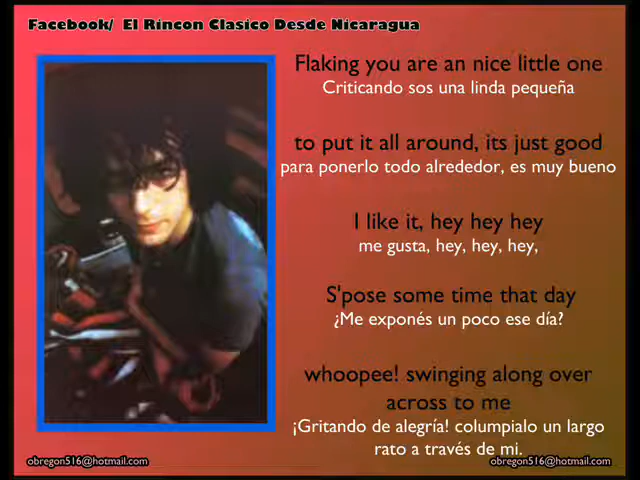 Facebook/ El Rincon Clasico Desde Nicaragua
Flaking you are an nice little one
Criticando sos una linda pequeña
to put it all around, its just good
para ponerlo todo alrededor, es muy bueno
I like it, hey hey hey
me gusta, hey, hey, hey,
S'pose some time that day
¿Me exponés un poco ese día?
whoopee! swinging along over
across to me
¡Gritando de alegría! columpialo un largo
rato a través de mi.
obregon516@hotmail.com
obregon516@hotmail.com